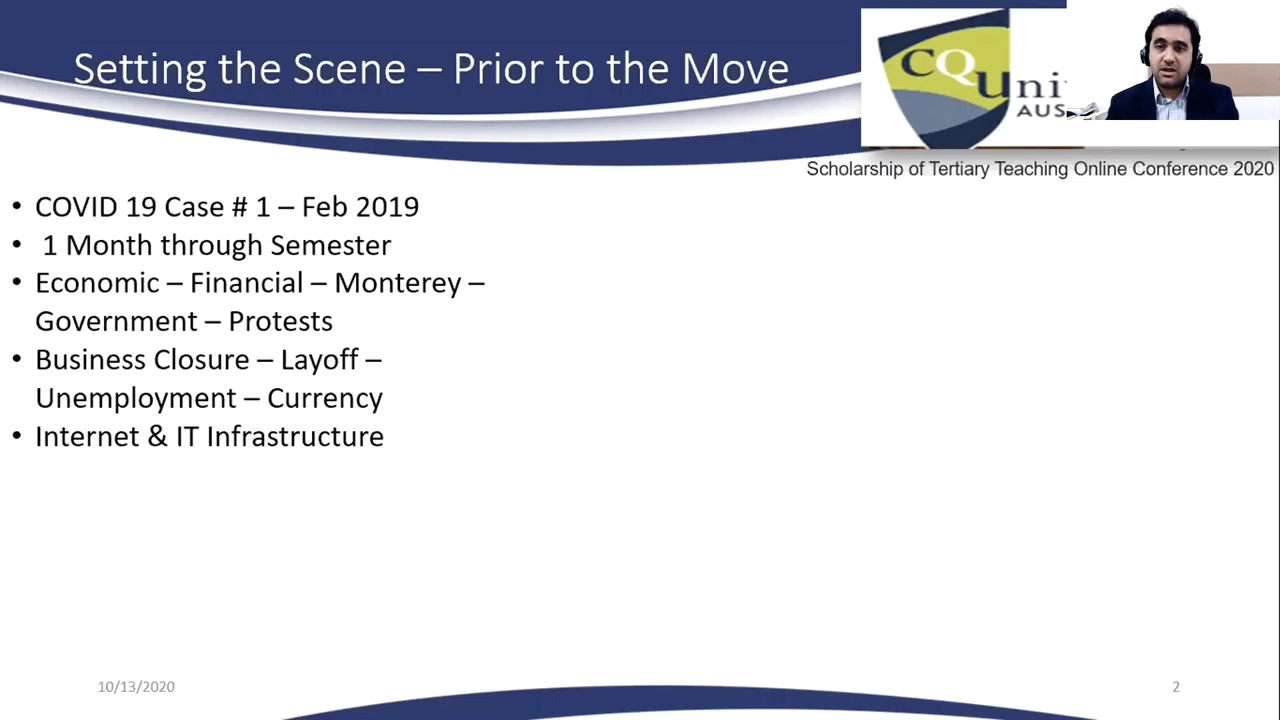 Setting the Scene – Prior to the Move
CQUni
AUS
Scholarship of Tertiary Teaching Online Conference 2020
• COVID 19 Case # 1 – Feb 2019
• 1 Month through Semester
• Economic – Financial – Monterey –
Government – Protests
• Business Closure – Layoff –
Unemployment – Currency
• Internet & IT Infrastructure
10/13/2020
2